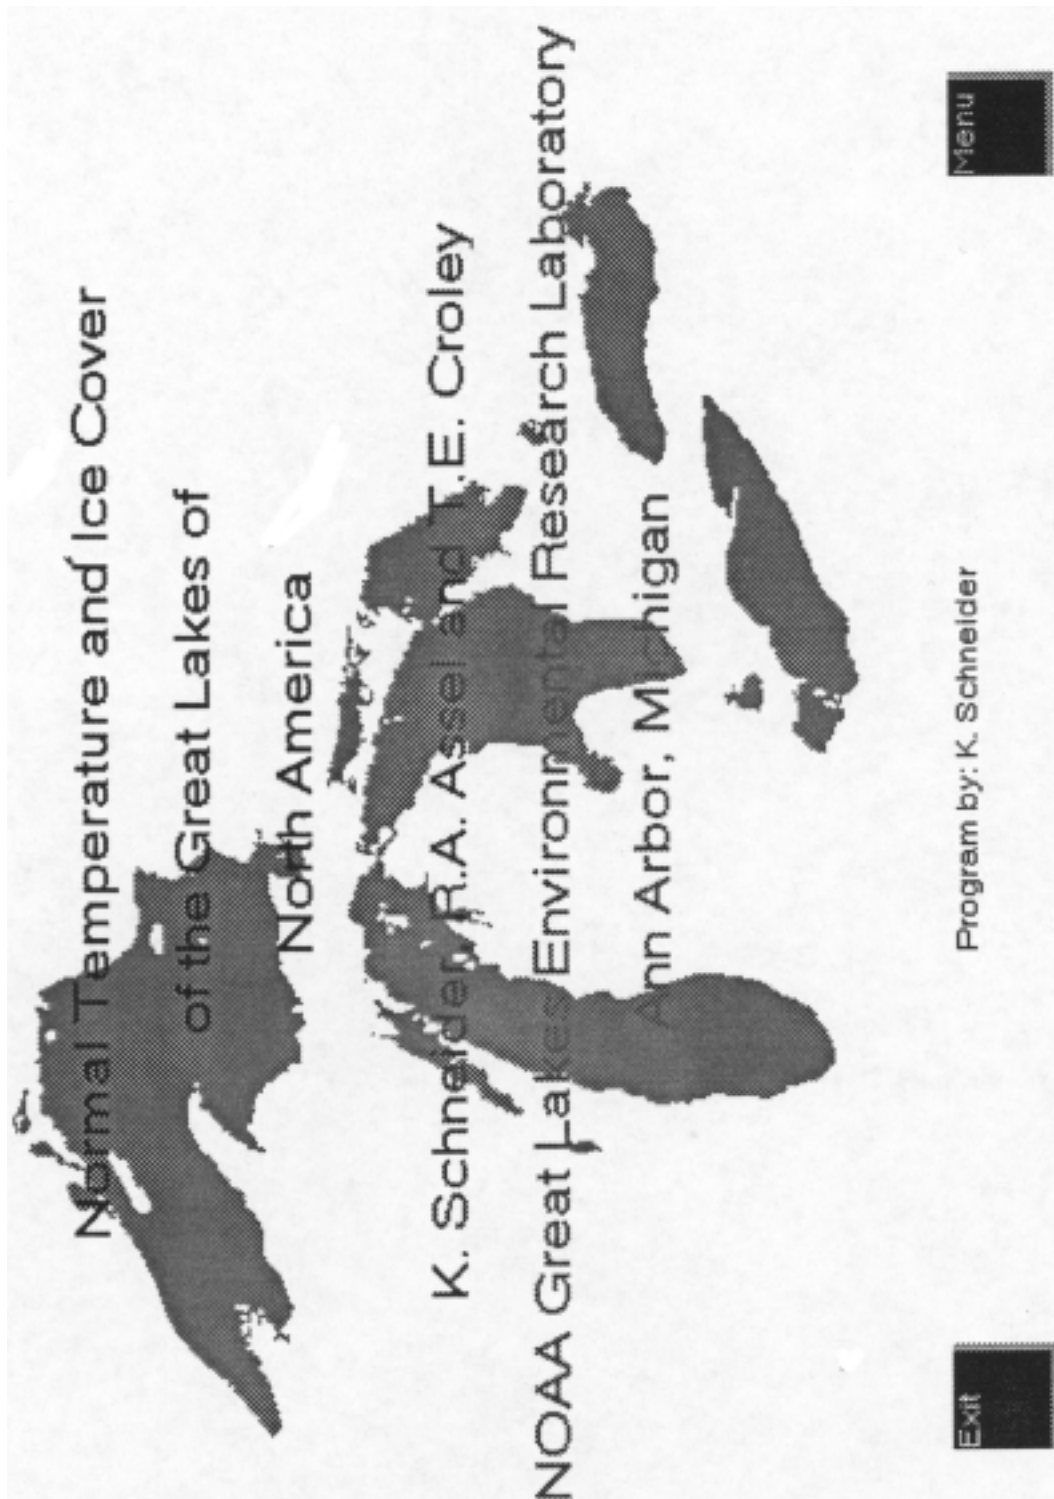 Normal Temperature and Ice Cover
of the Great Lakes of
North America
K. Schneider, R.A. Assel and T.E. Croley
NOAA Great Lakes Environmental Research Laboratory
Ann Arbor, Michigan
Program by: K. Schneider
Exit
Menu